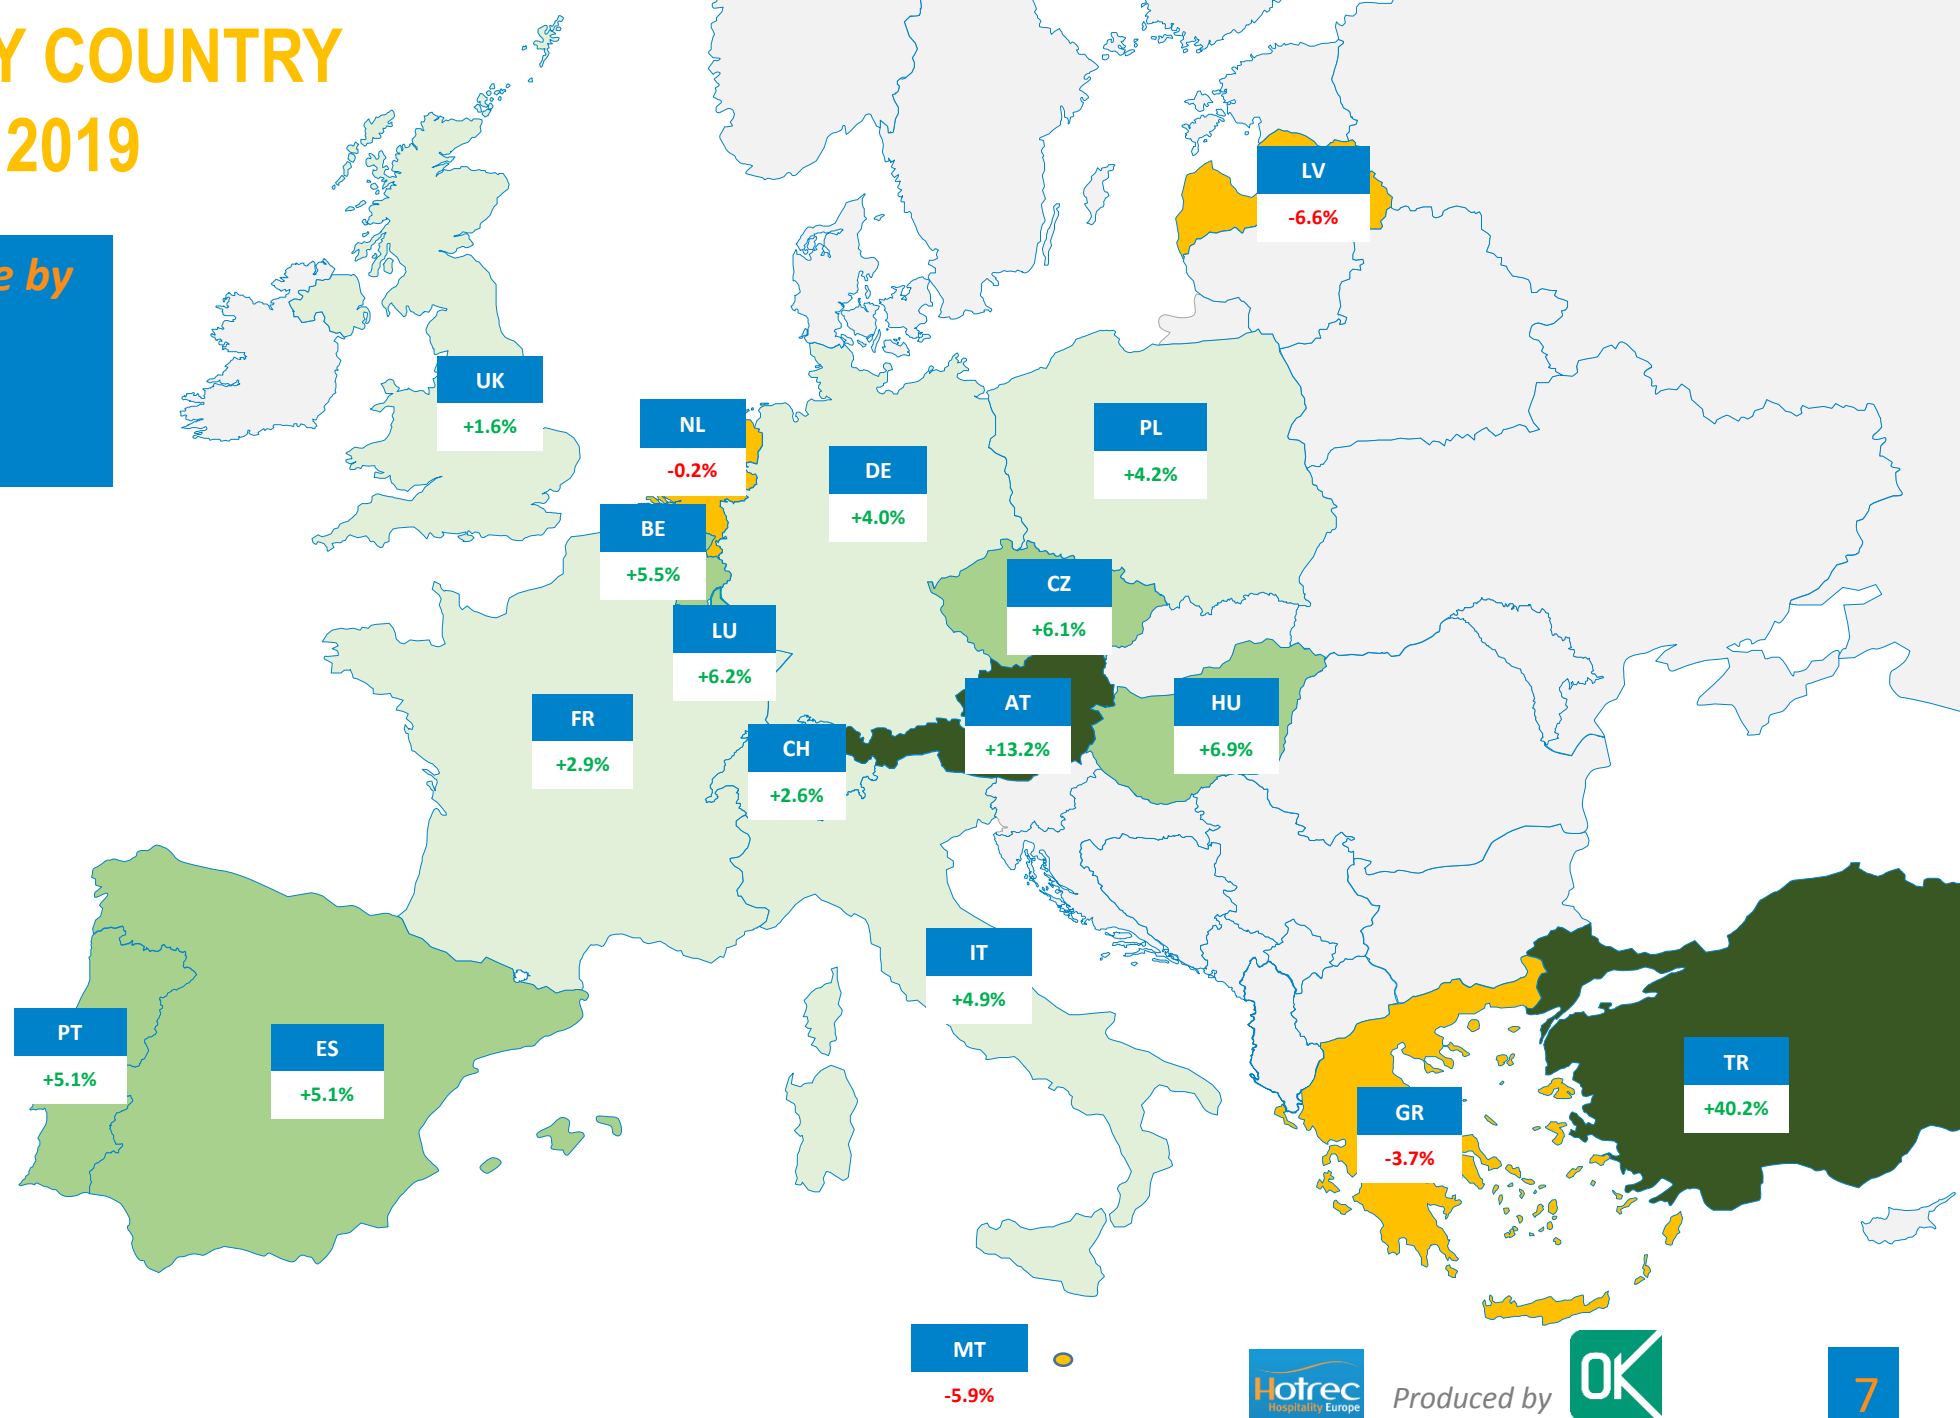 Y COUNTRY
2019
e by
LV
-6.6%
UK
+1.6%
NL
-0.2%
PL
+4.2%
DE
+4.0%
BE
+5.5%
CZ
+6.1%
LU
+6.2%
AT
+13.2%
HU
+6.9%
FR
+2.9%
CH
+2.6%
IT
+4.9%
PT
+5.1%
ES
+5.1%
TR
+40.2%
GR
-3.7%
MT
-5.9%
Hotrec
Hospitality Europe
Produced by
OK
7